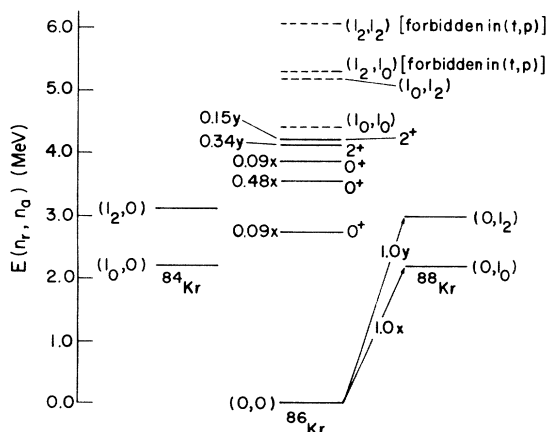 6.0
(1₂,1₂) [forbidden in (t,p)]
(1₂,1₀) [forbidden in (t,p)]
5.0
(1₀,1₂)
0.15y
(1₀,1₀)
2⁺
0.34y
2⁺
4.0
0.09x
0⁺
0.48x
0⁺
E(nᵣ, nₐ) (MeV)
(1₂,0)
3.0
0.09x
0⁺
(0,1₂)
(1₀,0)
2.0
⁸⁴Kr
1.0y
(0,1₀)
⁸⁸Kr
1.0x
1.0
0.0
(0,0)
⁸⁶Kr